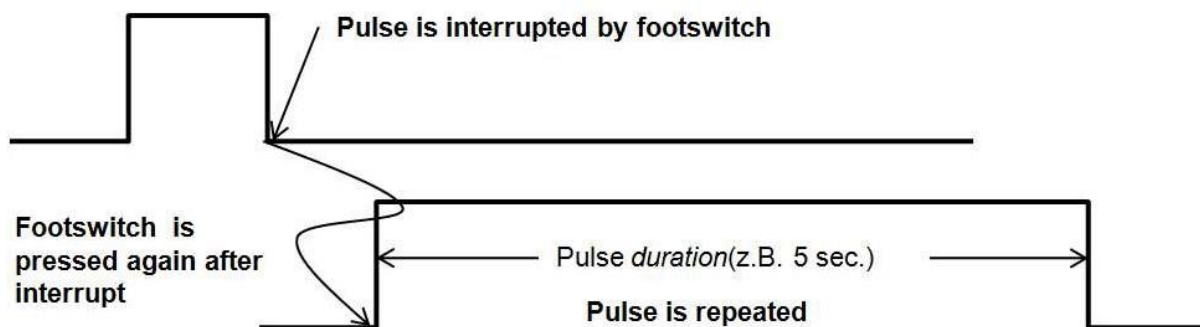 Pulse is interrupted by footswitch
Footswitch is
pressed again after
interrupt
Pulse duration(z.B. 5 sec.)
Pulse is repeated